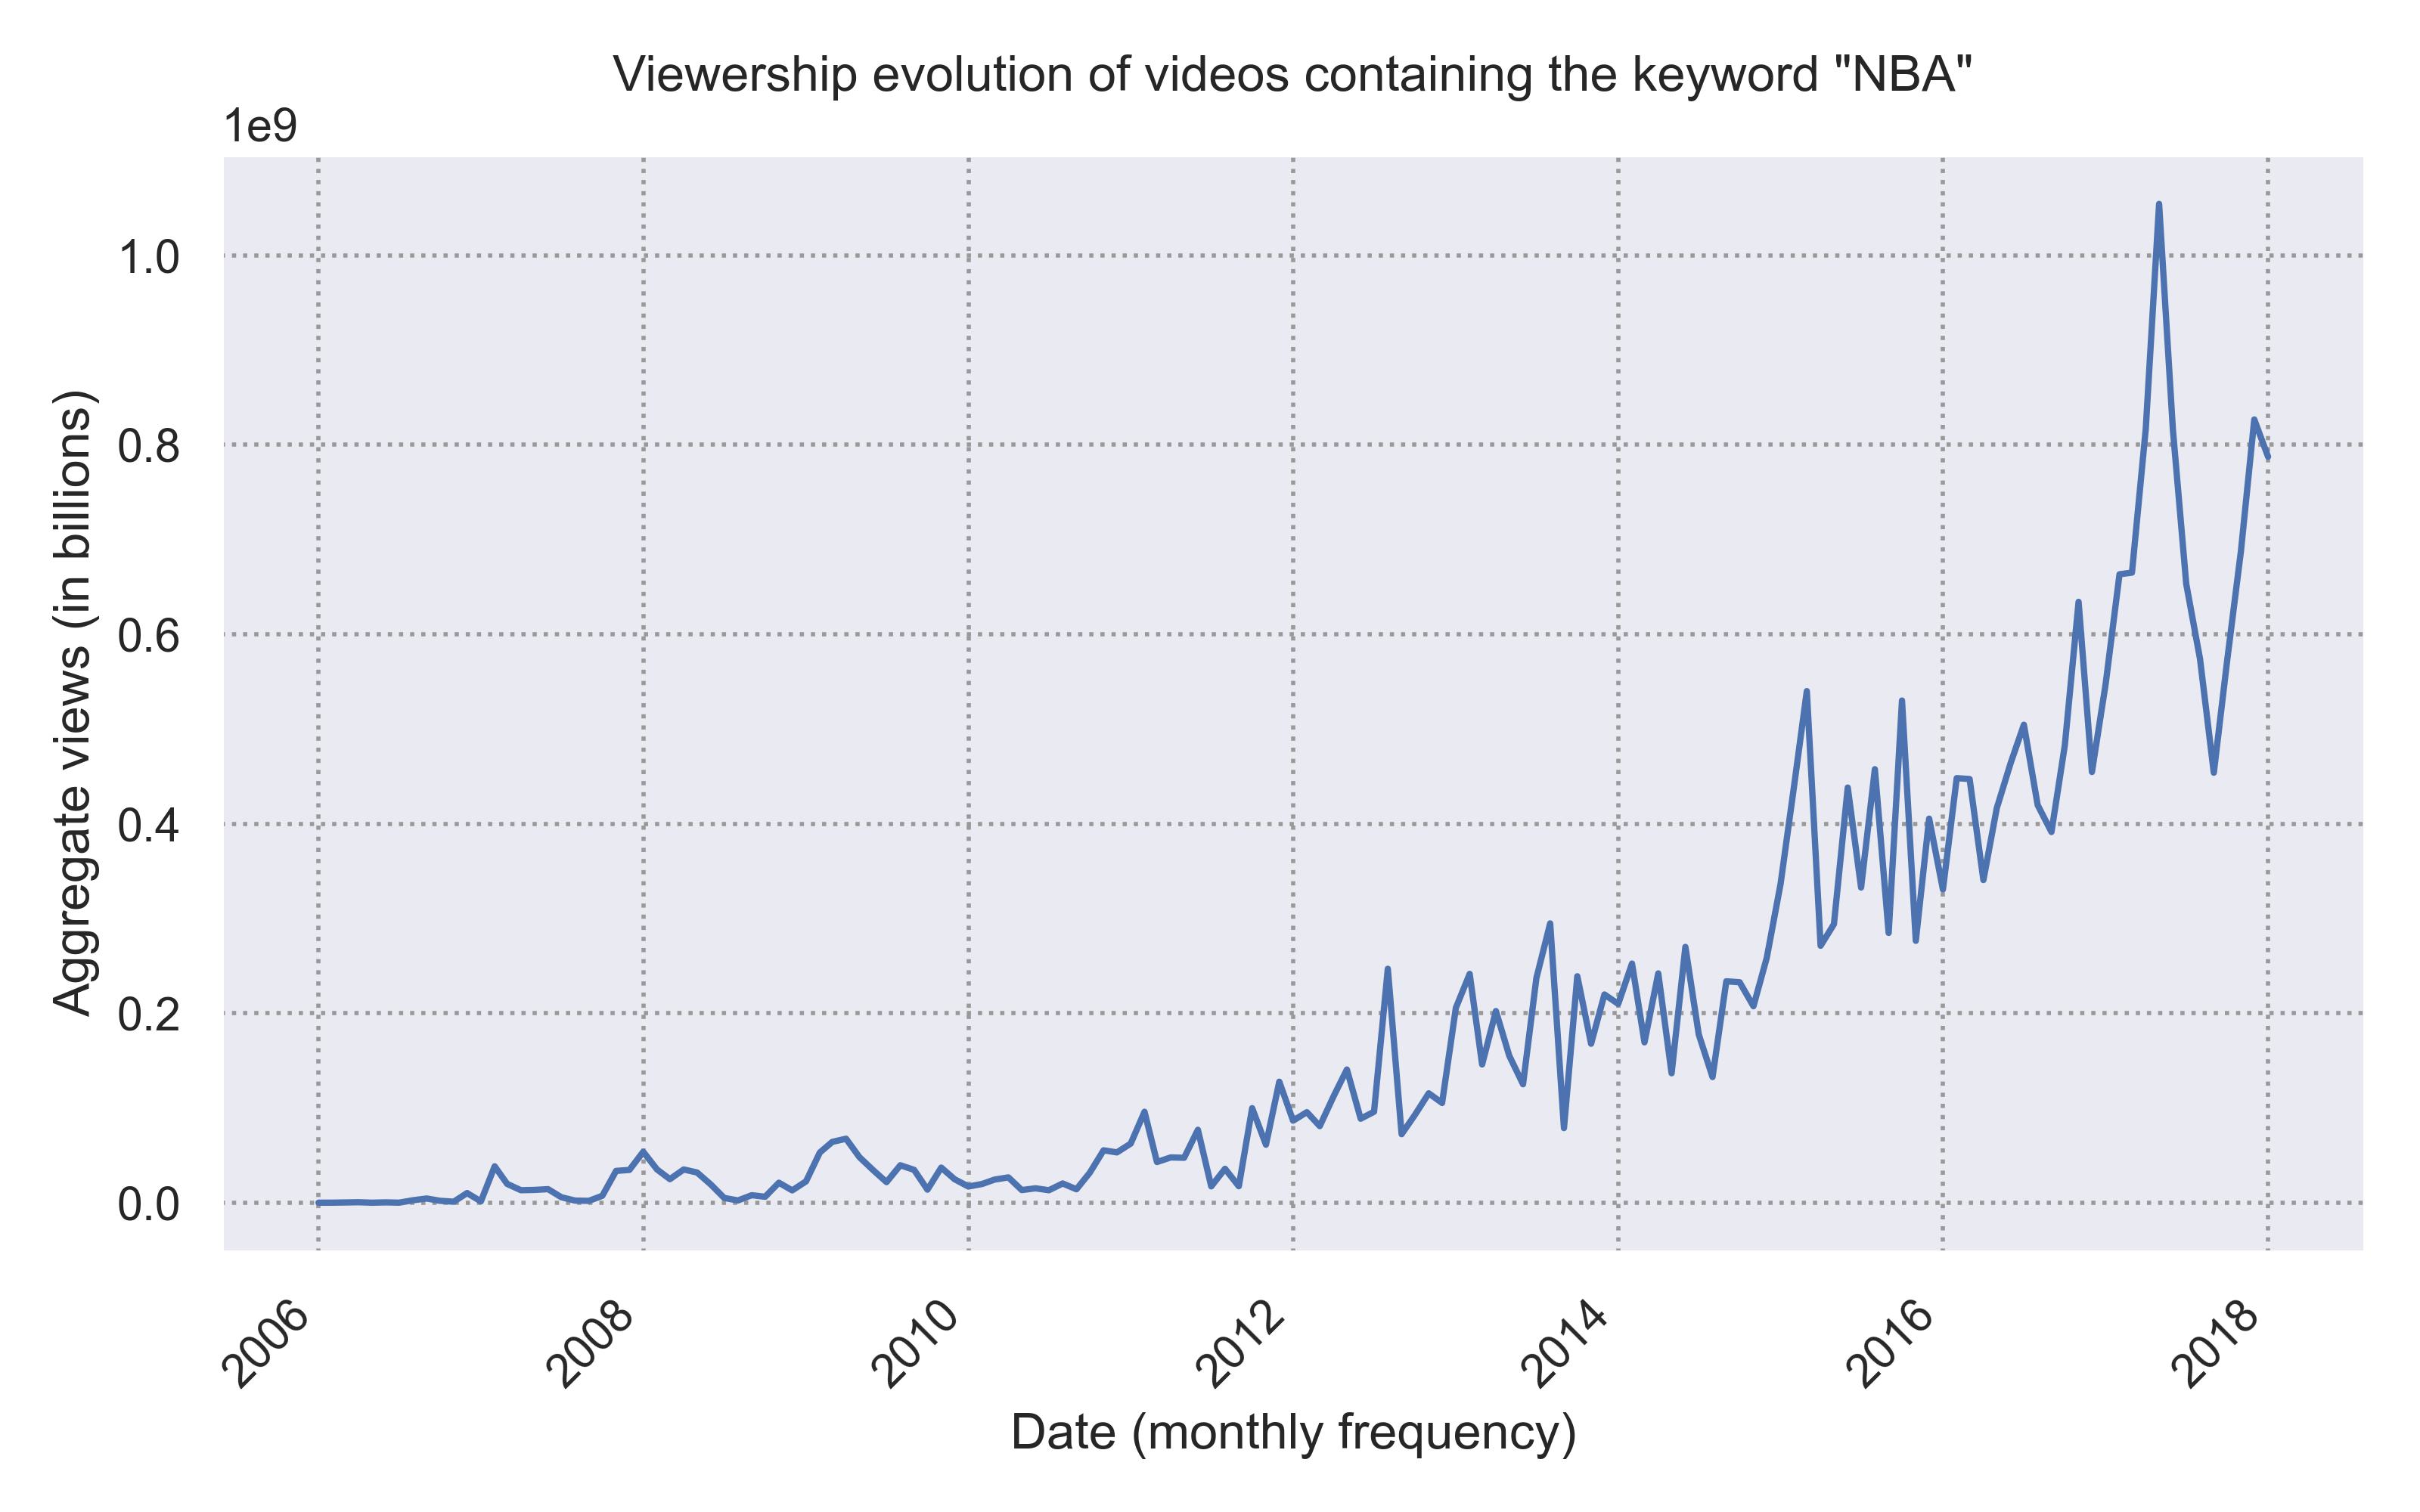 Viewership evolution of videos containing the keyword "NBA"
1e9
1.0
0.8
0.6
0.4
0.2
0.0
Aggregate views (in billions)
2006 2008 2010 2012 2014 2016 2018
Date (monthly frequency)